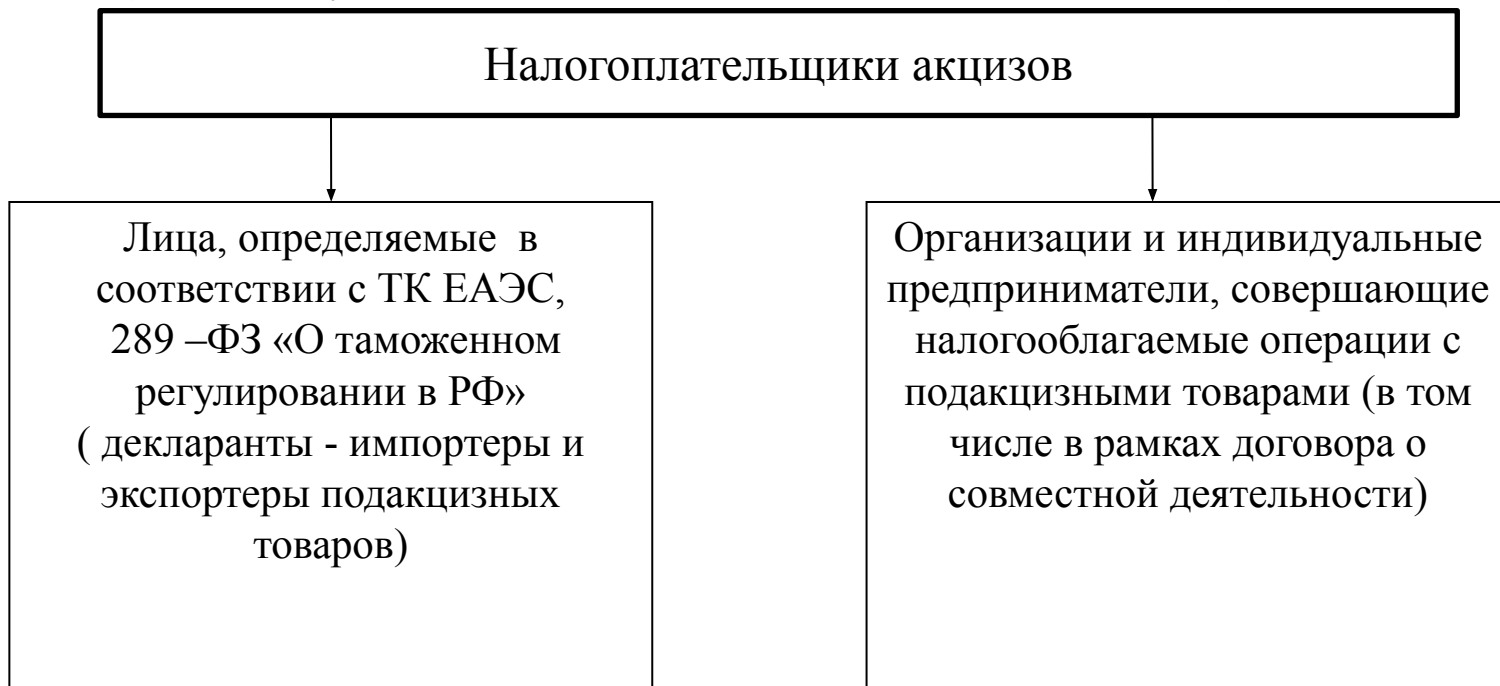 Налогоплательщики акцизов
Лица, определяемые в
соответствии с ТК ЕАЭС,
289 –ФЗ «О таможенном
регулировании в РФ»
( декларанты - импортеры и
экспортеры подакцизных
товаров)
Организации и индивидуальные
предприниматели, совершающие
налогооблагаемые операции с
подакцизными товарами (в том
числе в рамках договора о
совместной деятельности)